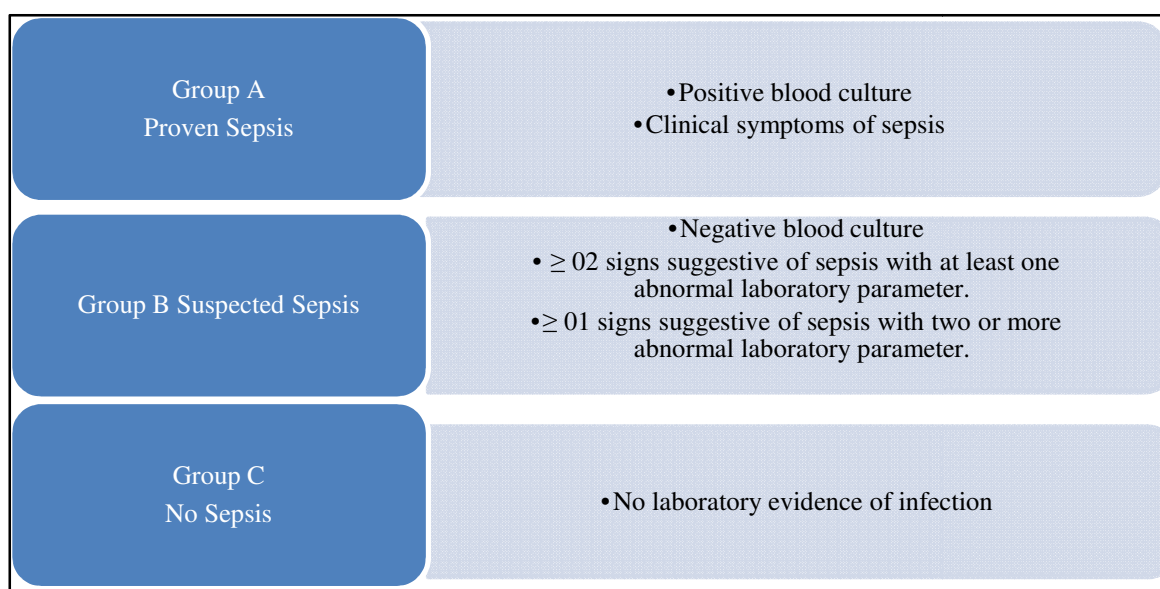 Group A
Proven Sepsis
•Positive blood culture
•Clinical symptoms of sepsis
Group B Suspected Sepsis
•Negative blood culture
• ≥ 02 signs suggestive of sepsis with at least one
abnormal laboratory parameter.
•≥ 01 signs suggestive of sepsis with two or more
abnormal laboratory parameter.
Group C
No Sepsis
•No laboratory evidence of infection